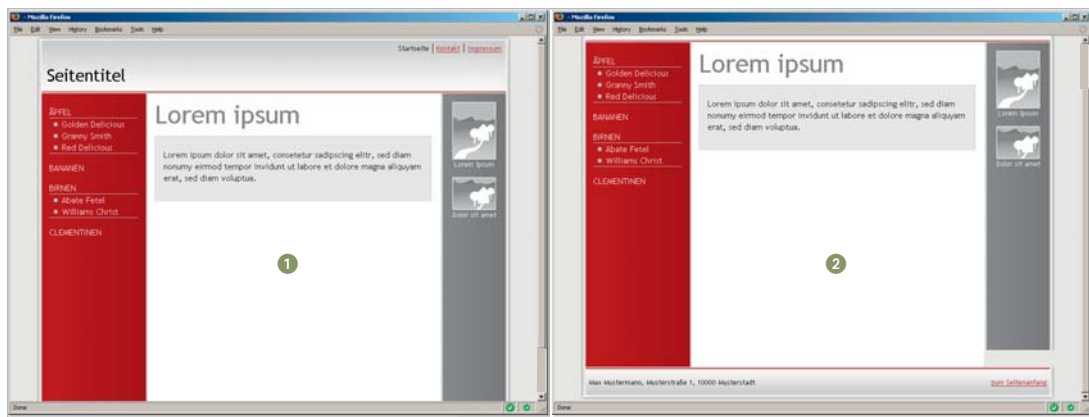 - Mozilla Firefox
File Edit View History Bookmarks Tools Help
Startseite | Kontakt | Impressum
Seitentitel
ÄPFEL
Golden Delicious
Granny Smith
Red Delicious
BANANEN
BIRNEN
Abate Fetel
Williams Christ
CLEMENTINEN
Lorem ipsum
Lorem ipsum dolor sit amet, consetetur sadipscing elitr, sed diam
nonumy eirmod tempor invidunt ut labore et dolore magna aliquyam
erat, sed diam voluptua.
Lorem ipsum
Dolor sit amet
1
Done
- Mozilla Firefox
File Edit View History Bookmarks Tools Help
ÄPFEL
Golden Delicious
Granny Smith
Red Delicious
BANANEN
BIRNEN
Abate Fetel
Williams Christ
CLEMENTINEN
Lorem ipsum
Lorem ipsum dolor sit amet, consetetur sadipscing elitr, sed diam
nonumy eirmod tempor invidunt ut labore et dolore magna aliquyam
erat, sed diam voluptua.
Lorem ipsum
Dolor sit amet
2
Max Mustermann, Musterstraße 1, 10000 Musterstadt
zum Seitenanfang
Done